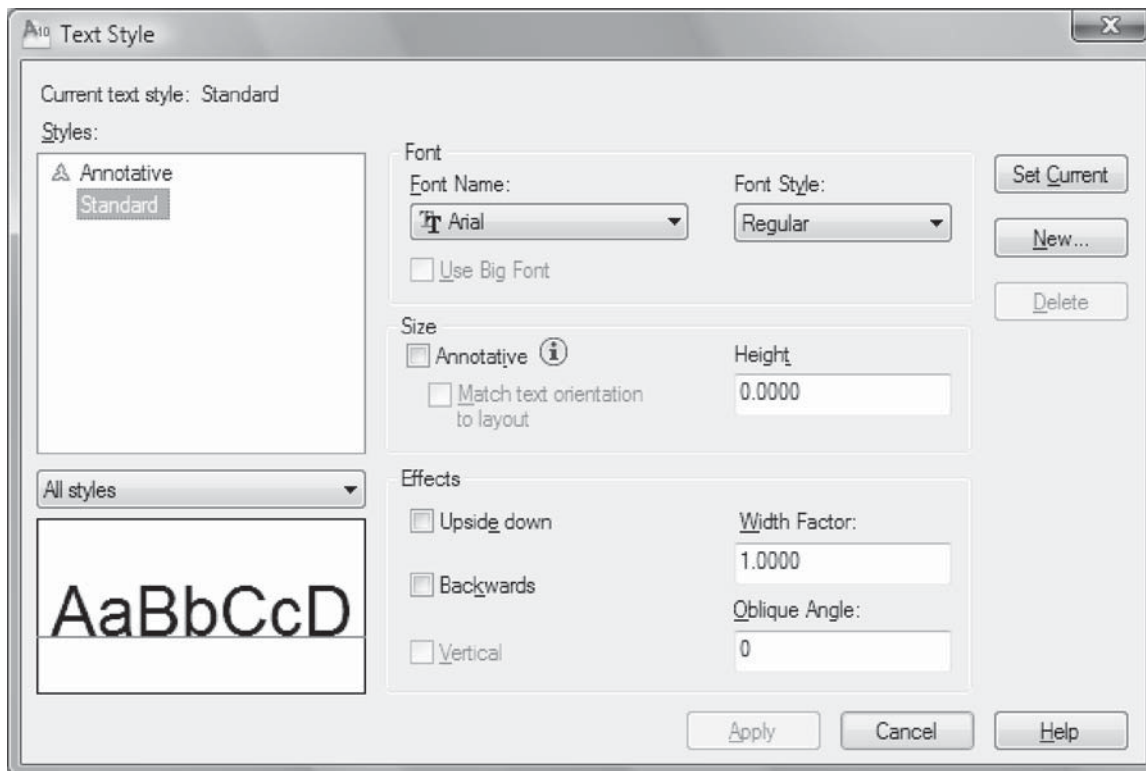 A10 Text Style
Current text style: Standard
Styles:
Annotative
Standard
All styles
AaBbCcD
Font
Font Name:
Arial
Font Style:
Regular
Use Big Font
Size
Annotative
Match text orientation
to layout
Height
0.0000
Effects
Upside down
Backwards
Vertical
Width Factor:
1.0000
Oblique Angle:
0
Set Current
New...
Delete
Apply
Cancel
Help